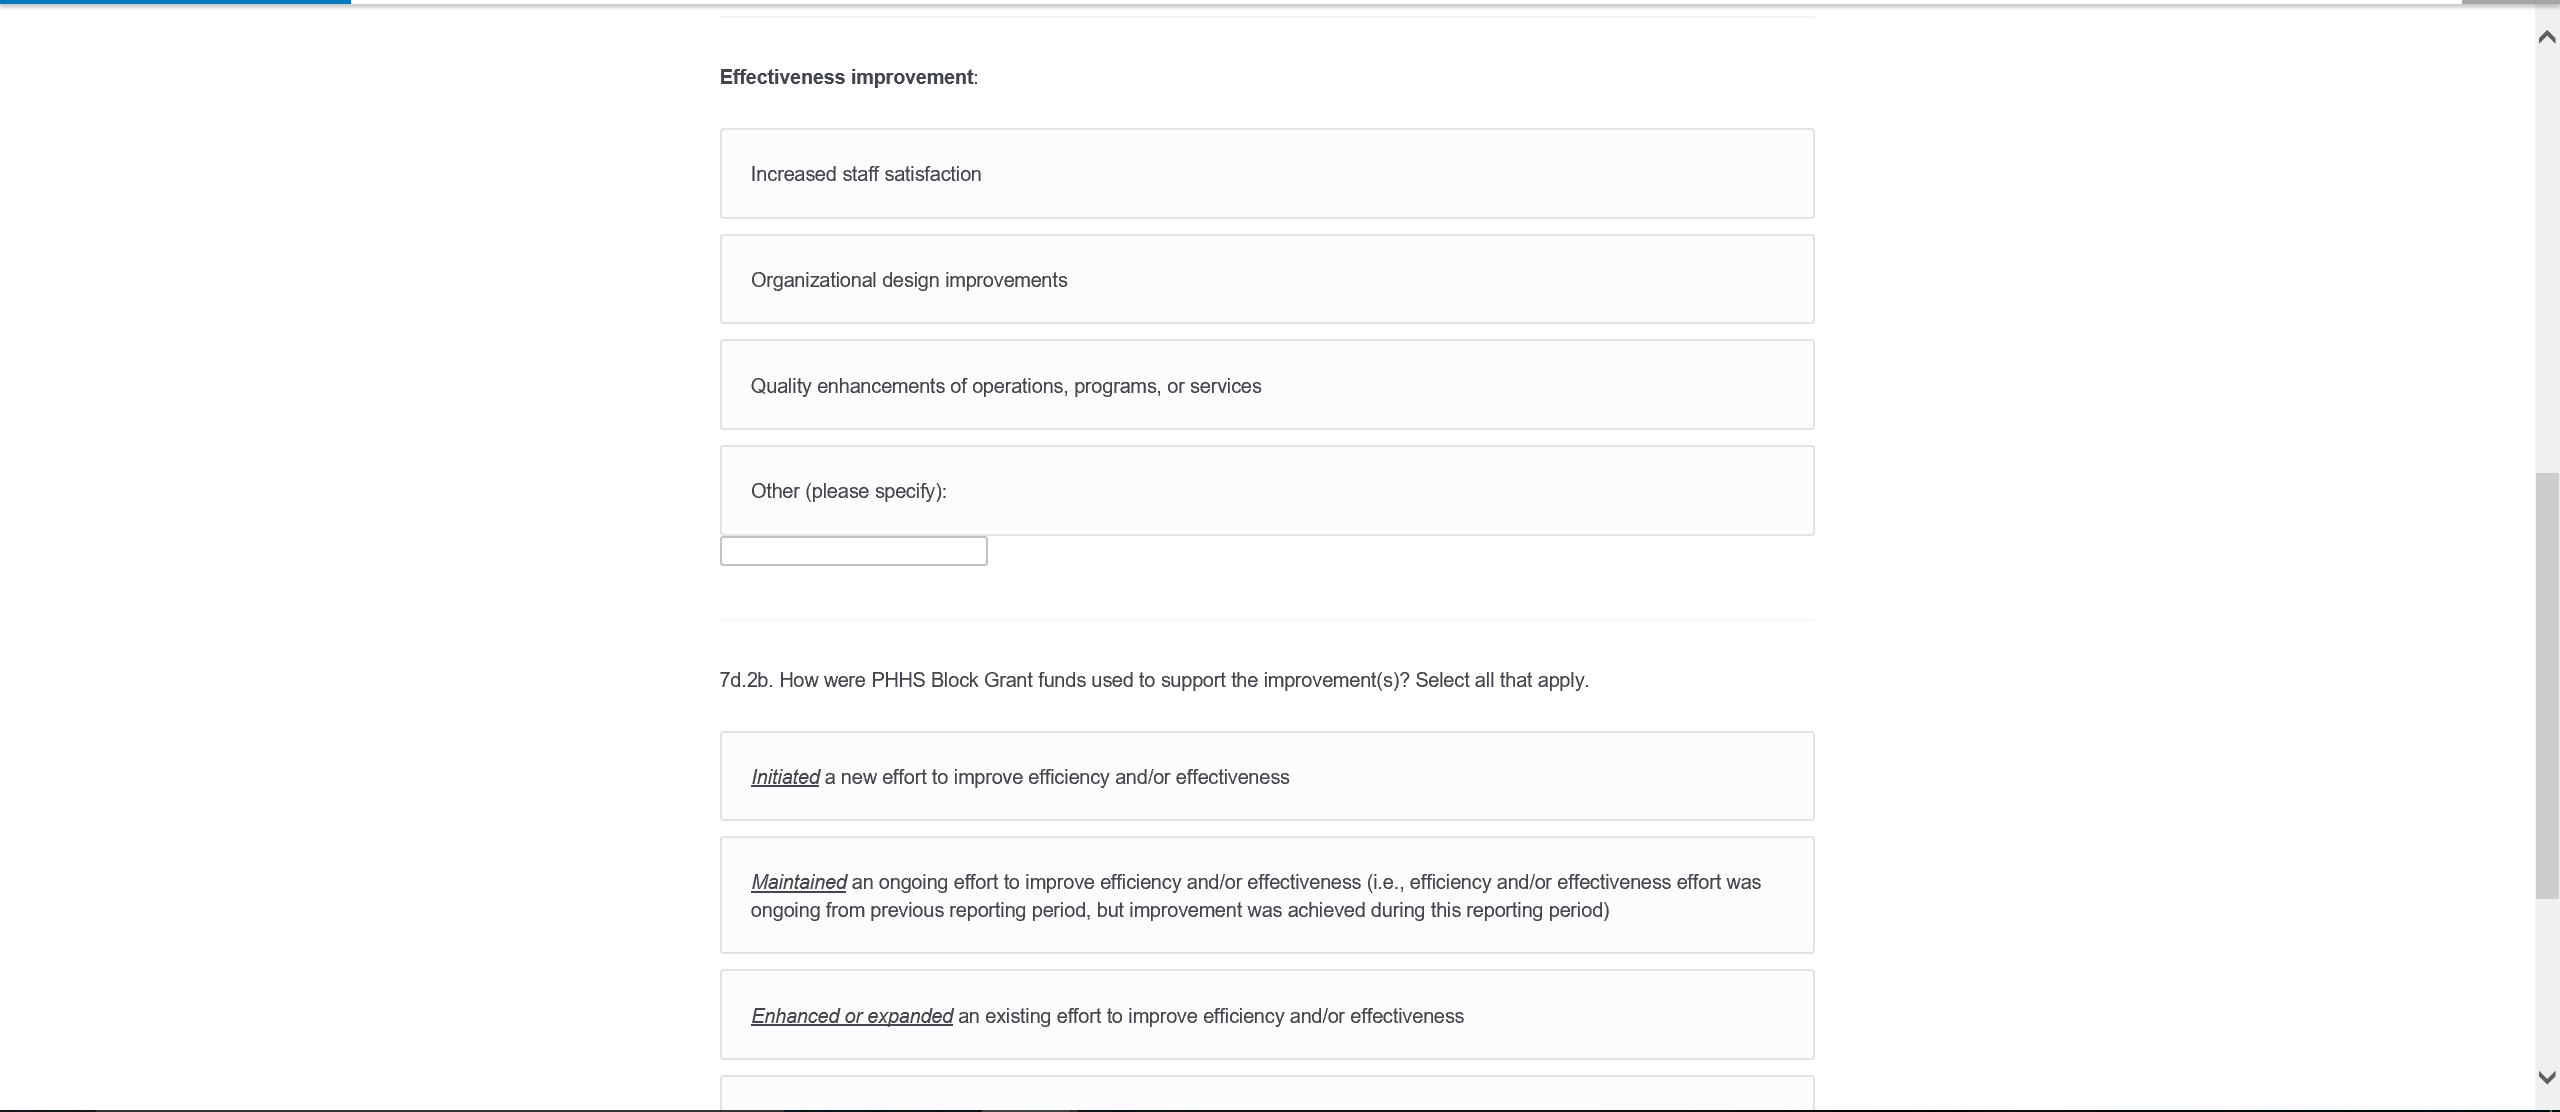 Effectiveness improvement:
Increased staff satisfaction
Organizational design improvements
Quality enhancements of operations, programs, or services
Other (please specify):
7d.2b. How were PHHS Block Grant funds used to support the improvement(s)? Select all that apply.
Initiated a new effort to improve efficiency and/or effectiveness
Maintained an ongoing effort to improve efficiency and/or effectiveness (i.e., efficiency and/or effectiveness effort was
ongoing from previous reporting period, but improvement was achieved during this reporting period)
Enhanced or expanded an existing effort to improve efficiency and/or effectiveness